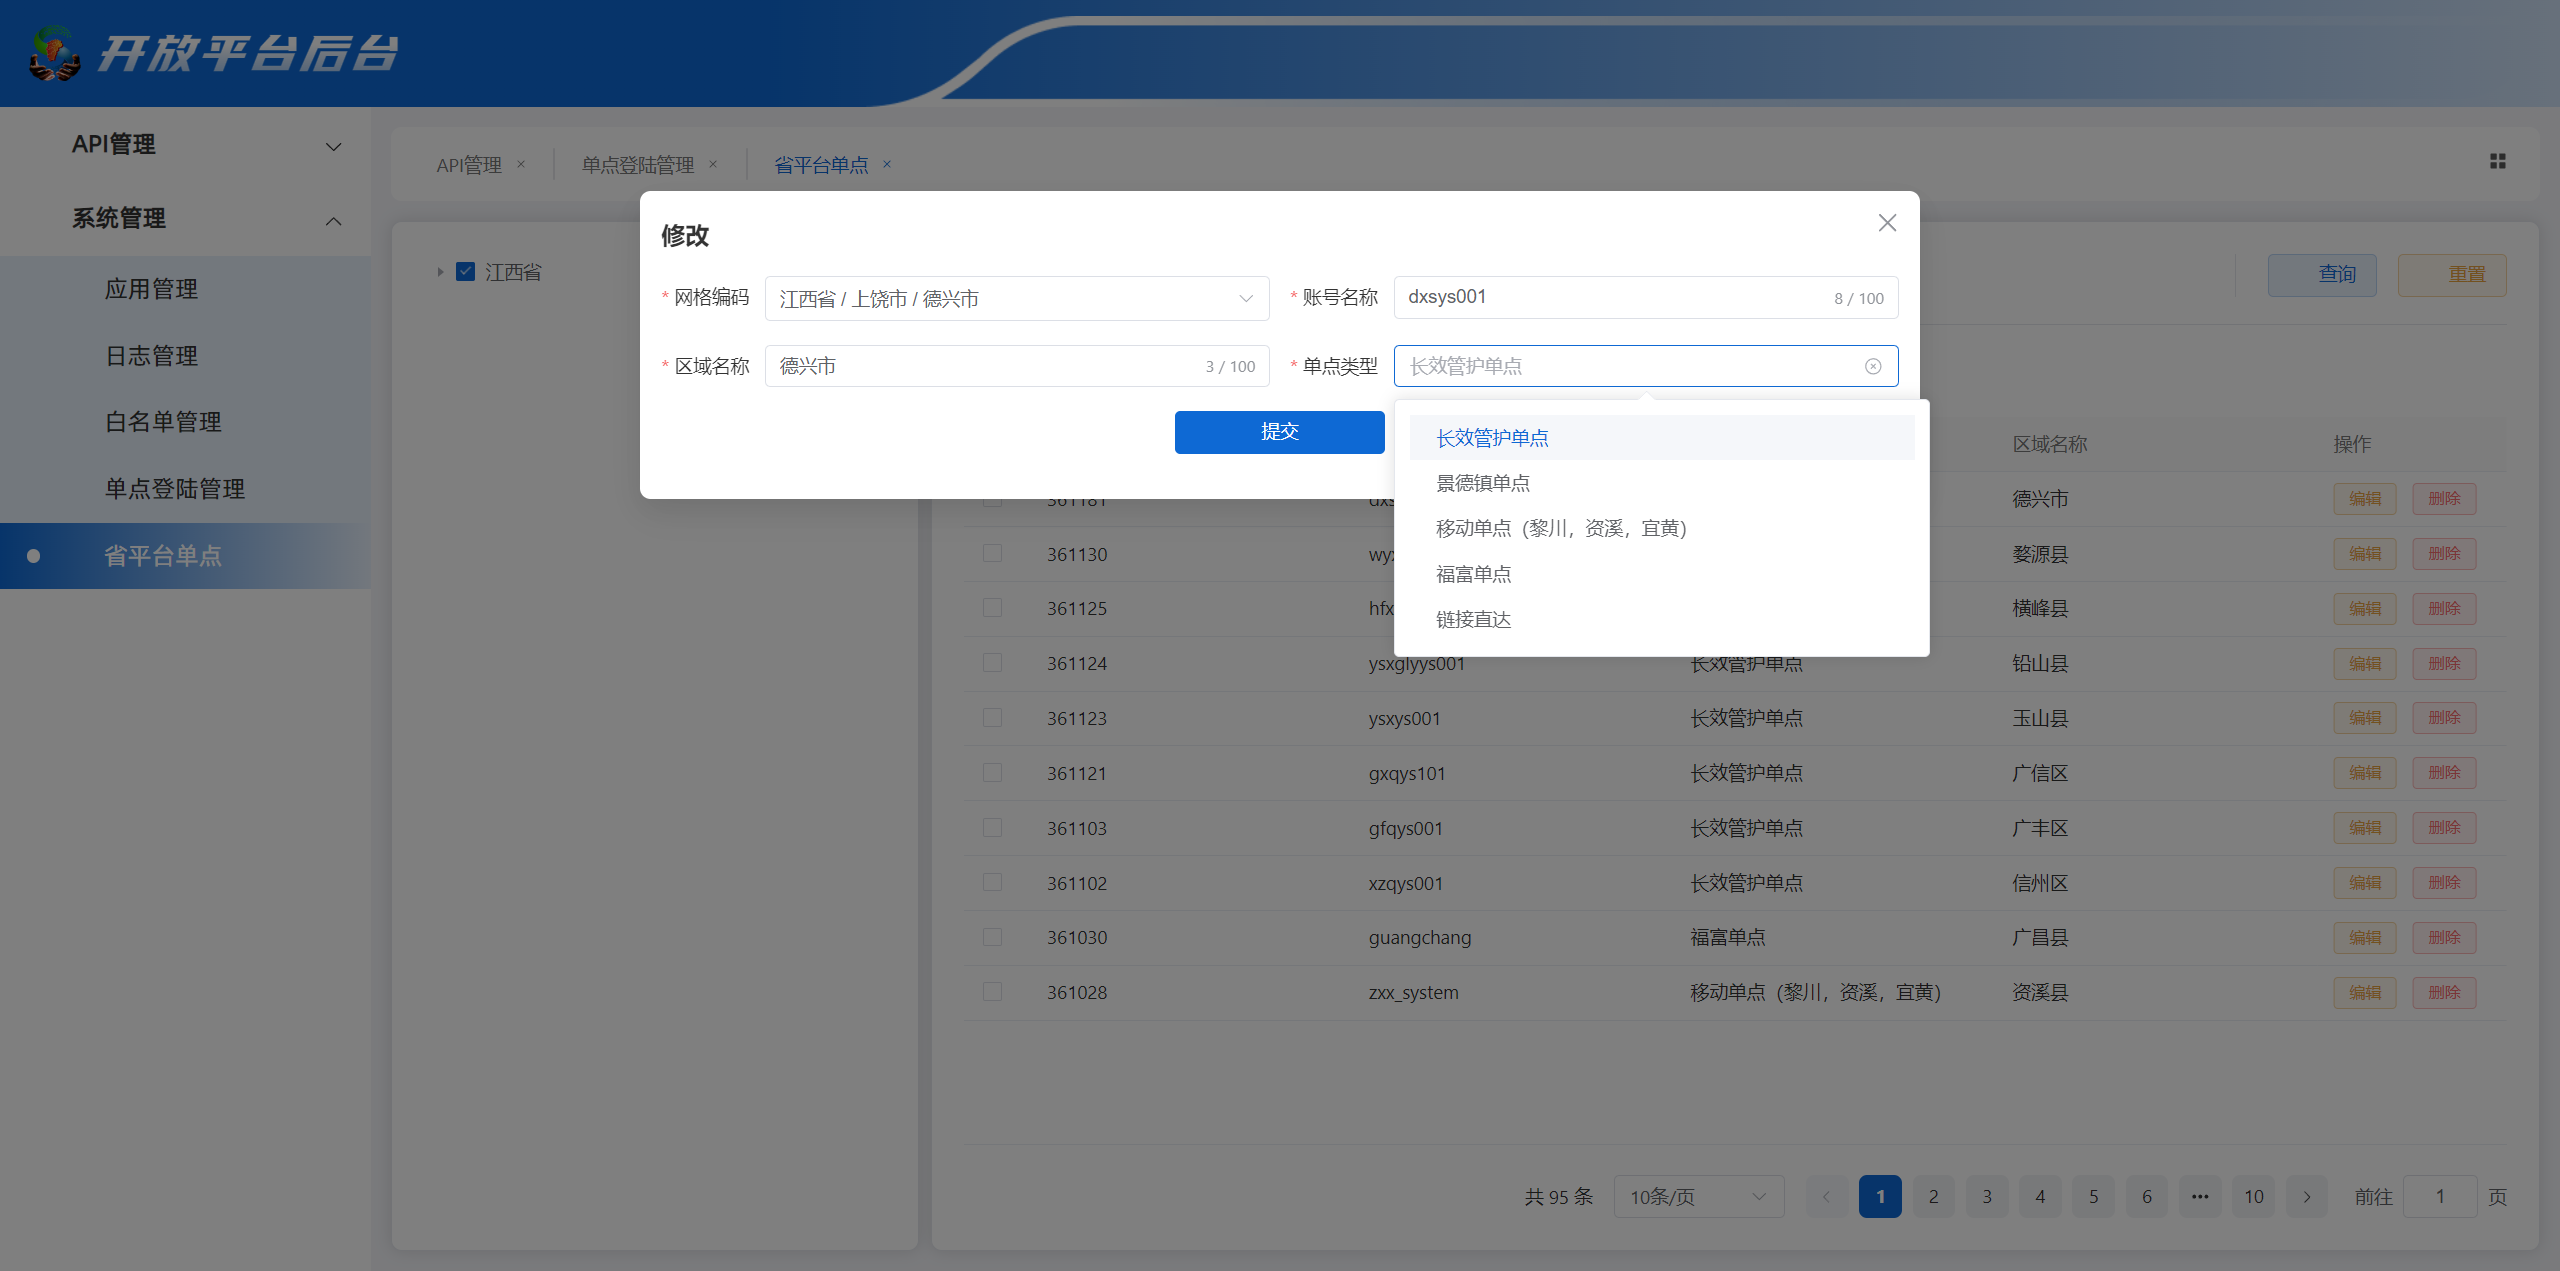 开放平台后台
API管理
系统管理
应用管理
日志管理
白名单管理
单点登陆管理
省平台单点
API管理 ×
单点登陆管理 ×
省平台单点 ×
江西省
查询
重置
修改
* 网格编码 江西省 / 上饶市 / 德兴市
* 账号名称 dxsys001 8 / 100
* 区域名称 德兴市 3 / 100
* 单点类型 长效管护单点
提交
长效管护单点
景德镇单点
移动单点（黎川，资溪，宜黄）
福富单点
链接直达
区域名称 操作
361181 德兴市 编辑 删除
361130 婺源县 编辑 删除
361125 横峰县 编辑 删除
361124 ysxglyys001 长效管护单点 铅山县 编辑 删除
361123 ysxys001 长效管护单点 玉山县 编辑 删除
361121 gxqys101 长效管护单点 广信区 编辑 删除
361103 gfqys001 长效管护单点 广丰区 编辑 删除
361102 xzqys001 长效管护单点 信州区 编辑 删除
361030 guangchang 福富单点 广昌县 编辑 删除
361028 zxx_system 移动单点（黎川，资溪，宜黄） 资溪县 编辑 删除
共 95 条 10条/页 1 2 3 4 5 6 ••• 10 前往 1 页